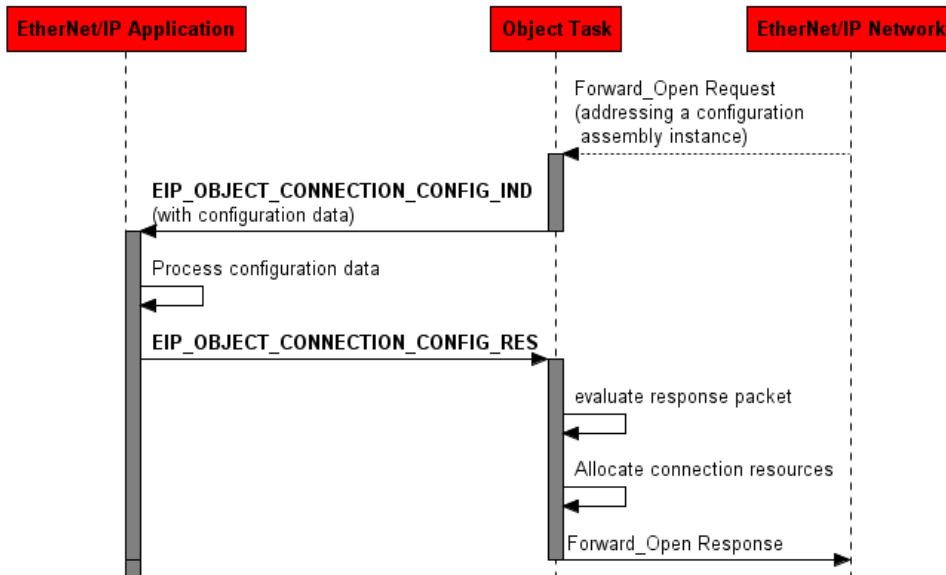 EtherNet/IP Application
Object Task
EtherNet/IP Network
Forward_Open Request
(addressing a configuration
assembly instance)
EIP_OBJECT_CONNECTION_CONFIG_IND
(with configuration data)
Process configuration data
EIP_OBJECT_CONNECTION_CONFIG_RES
evaluate response packet
Allocate connection resources
Forward_Open Response